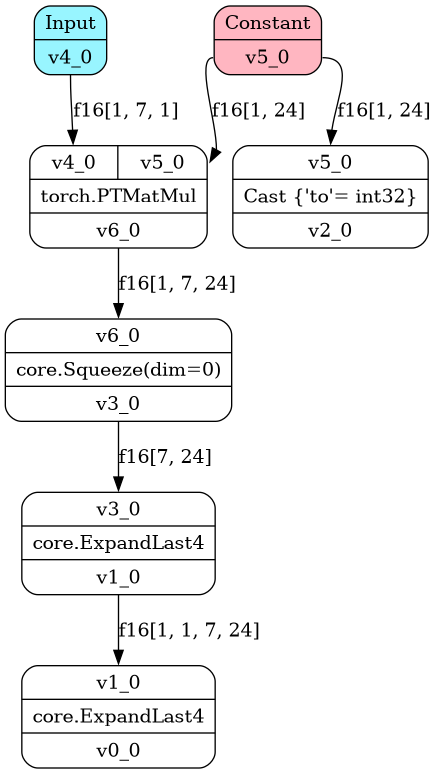 Input
v4_0
Constant
v5_0
f16[1, 7, 1]
f16[1, 24]
f16[1, 24]
v4_0
v5_0
torch.PTMatMul
v6_0
v5_0
Cast {'to'= int32}
v2_0
f16[1, 7, 24]
v6_0
core.Squeeze(dim=0)
v3_0
f16[7, 24]
v3_0
core.ExpandLast4
v1_0
f16[1, 1, 7, 24]
v1_0
core.ExpandLast4
v0_0